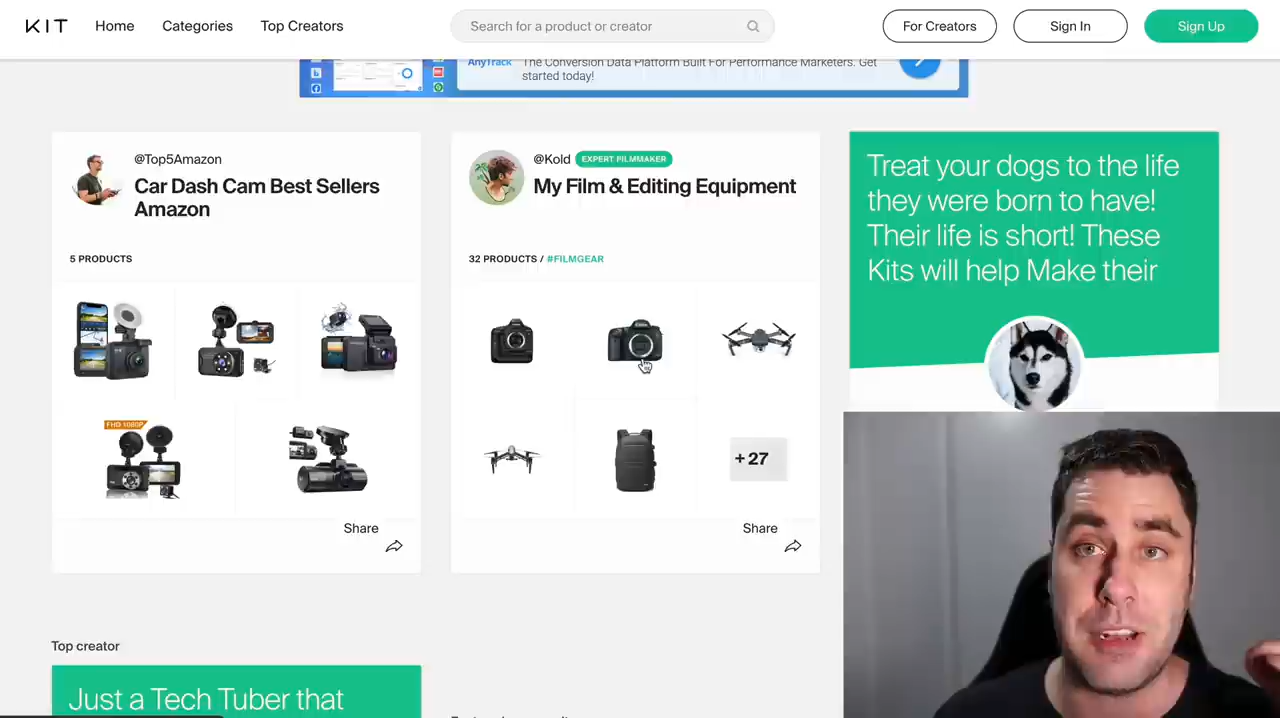 KIT
Home
Categories
Top Creators
Search for a product or creator
For Creators
Sign In
Sign Up
AnyTrack
The Conversion Data Platform Built For Performance Marketers. Get
started today!
@Top5Amazon
Car Dash Cam Best Sellers
Amazon
5 PRODUCTS
FHD 1080P
Share
@Kold
EXPERT FILMMAKER
My Film & Editing Equipment
32 PRODUCTS / #FILMGEAR
+27
Share
Treat your dogs to the life
they were born to have!
Their life is short! These
Kits will help Make their
Top creator
Just a Tech Tuber that